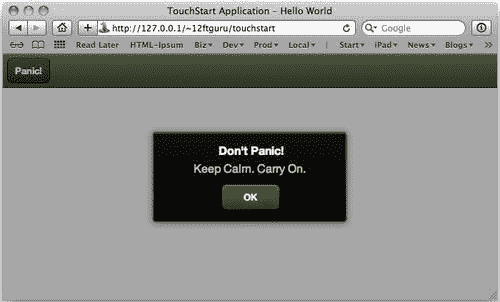 TouchStart Application - Hello World
http://127.0.0.1/~12ftguru/touchstart
Google
Read Later HTML-Ipsum Biz Dev Prod Local Start iPad News Blogs
Panic!
Don't Panic!
Keep Calm. Carry On.
OK